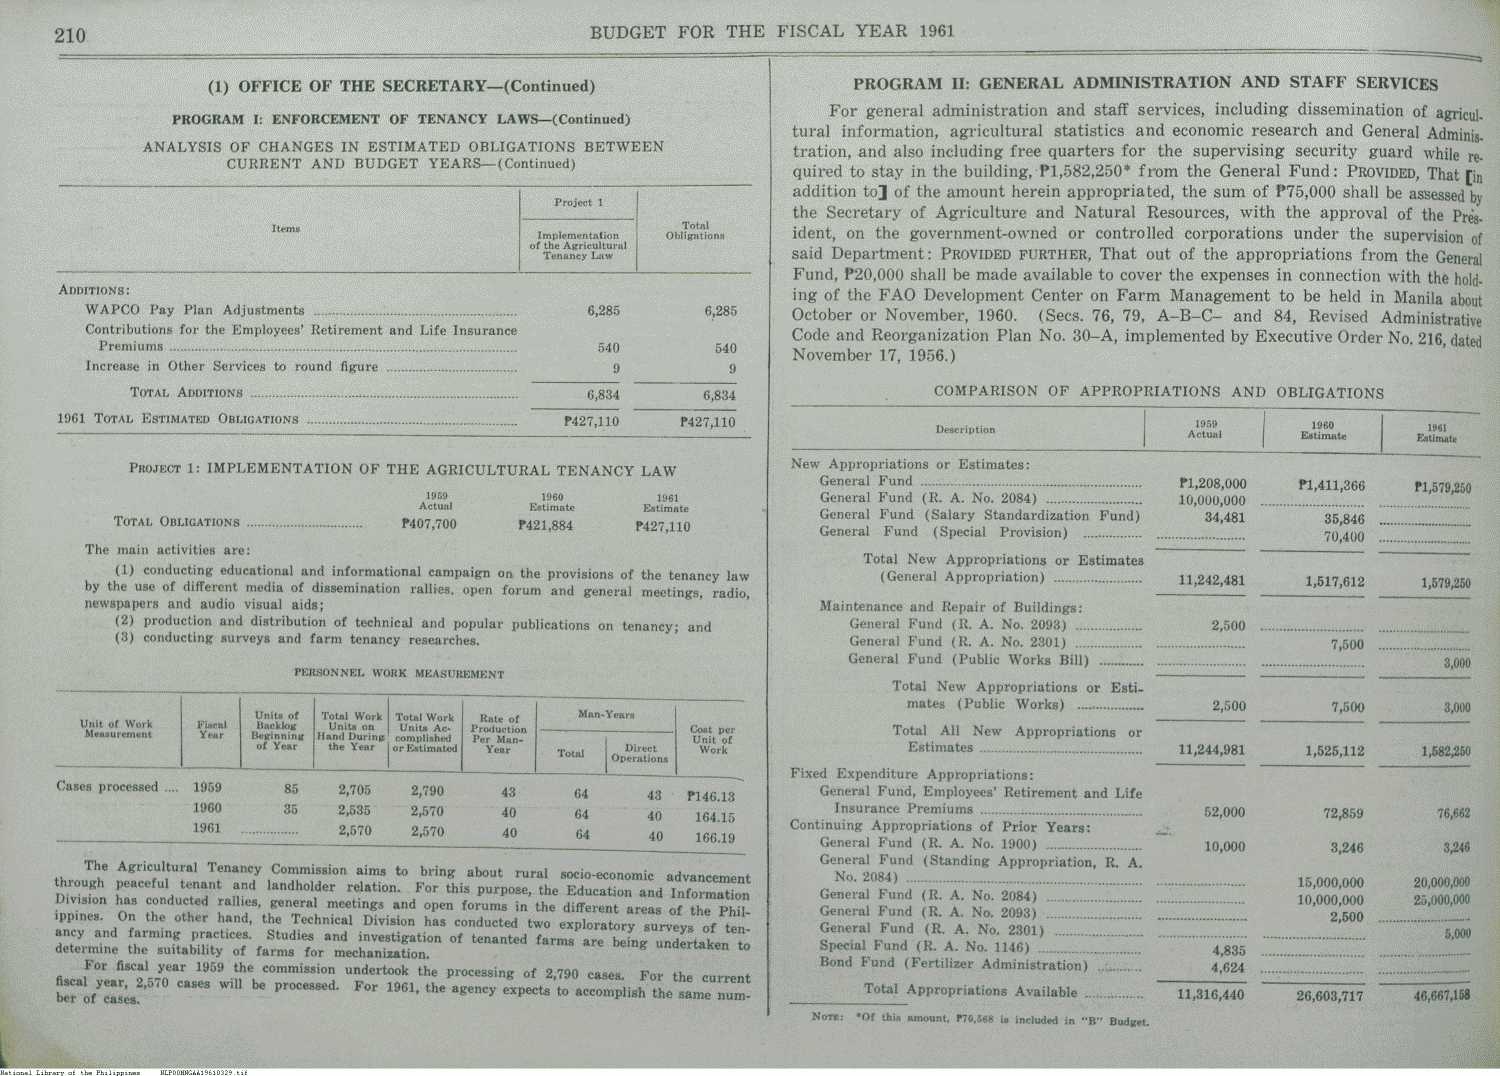 210
BUDGET FOR THE FISCAL YEAR 1961
(1) OFFICE OF THE SECRETARY—(Continued)
PROGRAM I: ENFORCEMENT OF TENANCY LAWS—(Continued)
ANALYSIS OF CHANGES IN ESTIMATED OBLIGATIONS BETWEEN
CURRENT AND BUDGET YEARS—(Continued)
Items
Project 1
Implementation
of the Agricultural
Tenancy Law
Total
Obligations
ADDITIONS:
WAPCO Pay Plan Adjustments 6,285 6,285
Contributions for the Employees' Retirement and Life Insurance
Premiums 540 540
Increase in Other Services to round figure 9 9
TOTAL ADDITIONS 6,834 6,834
1961 TOTAL ESTIMATED OBLIGATIONS ₱427,110 ₱427,110
PROJECT 1: IMPLEMENTATION OF THE AGRICULTURAL TENANCY LAW
1959 1960 1961
Actual Estimate Estimate
TOTAL OBLIGATIONS ₱407,700 ₱421,884 ₱427,110
The main activities are:
(1) conducting educational and informational campaign on the provisions of the tenancy law
by the use of different media of dissemination rallies. open forum and general meetings, radio,
newspapers and audio visual aids;
(2) production and distribution of technical and popular publications on tenancy; and
(3) conducting surveys and farm tenancy researches.
PERSONNEL WORK MEASUREMENT
Unit of Work
Measurement
Fiscal
Year
Units of
Backlog
Beginning
of Year
Total Work
Units on
Hand During
the Year
Total Work
Units Ac-
complished
or Estimated
Rate of
Production
Per Man-
Year
Man-Years
Total
Direct
Operations
Cost per
Unit of
Work
Cases processed .... 1959 85 2,705 2,790 43 64 43 ₱146.13
1960 35 2,535 2,570 40 64 40 164.15
1961 ............... 2,570 2,570 40 64 40 166.19
The Agricultural Tenancy Commission aims to bring about rural socio-economic advancement
through peaceful tenant and landholder relation. For this purpose, the Education and Information
Division has conducted rallies, general meetings and open forums in the different areas of the Phil-
ippines. On the other hand, the Technical Division has conducted two exploratory surveys of ten-
ancy and farming practices. Studies and investigation of tenanted farms are being undertaken to
determine the suitability of farms for mechanization.
For fiscal year 1959 the commission undertook the processing of 2,790 cases. For the current
fiscal year, 2,570 cases will be processed. For 1961, the agency expects to accomplish the same num-
ber of cases.
PROGRAM II: GENERAL ADMINISTRATION AND STAFF SERVICES
For general administration and staff services, including dissemination of agricul-
tural information, agricultural statistics and economic research and General Adminis-
tration, and also including free quarters for the supervising security guard while re-
quired to stay in the building, ₱1,582,250* from the General Fund: PROVIDED, That [in
addition to] of the amount herein appropriated, the sum of ₱75,000 shall be assessed by
the Secretary of Agriculture and Natural Resources, with the approval of the Pres-
ident, on the government-owned or controlled corporations under the supervision of
said Department: PROVIDED FURTHER, That out of the appropriations from the General
Fund, ₱20,000 shall be made available to cover the expenses in connection with the hold-
ing of the FAO Development Center on Farm Management to be held in Manila about
October or November, 1960. (Secs. 76, 79, A–B–C– and 84, Revised Administrative
Code and Reorganization Plan No. 30–A, implemented by Executive Order No. 216, dated
November 17, 1956.)
COMPARISON OF APPROPRIATIONS AND OBLIGATIONS
Description
1959
Actual
1960
Estimate
1961
Estimate
New Appropriations or Estimates:
General Fund ₱1,208,000 ₱1,411,366 ₱1,579,250
General Fund (R. A. No. 2084) 10,000,000
General Fund (Salary Standardization Fund) 34,481 35,846
General Fund (Special Provision) 70,400
Total New Appropriations or Estimates
(General Appropriation) 11,242,481 1,517,612 1,579,250
Maintenance and Repair of Buildings:
General Fund (R. A. No. 2093) 2,500
General Fund (R. A. No. 2301) 7,500
General Fund (Public Works Bill) 3,000
Total New Appropriations or Esti-
mates (Public Works) 2,500 7,500 3,000
Total All New Appropriations or
Estimates 11,244,981 1,525,112 1,582,250
Fixed Expenditure Appropriations:
General Fund, Employees' Retirement and Life
Insurance Premiums 52,000 72,859 76,662
Continuing Appropriations of Prior Years:
General Fund (R. A. No. 1900) 10,000 3,246 3,246
General Fund (Standing Appropriation, R. A.
No. 2084) 15,000,000 20,000,000
General Fund (R. A. No. 2084) 10,000,000 25,000,000
General Fund (R. A. No. 2093) 2,500
General Fund (R. A. No. 2301) 5,000
Special Fund (R. A. No. 1146) 4,835
Bond Fund (Fertilizer Administration) 4,624
Total Appropriations Available 11,316,440 26,603,717 46,667,158
NOTE: *Of this amount, ₱70,568 is included in "B" Budget.
National Library of the Philippines NLPOOMNGAA19610329.tif